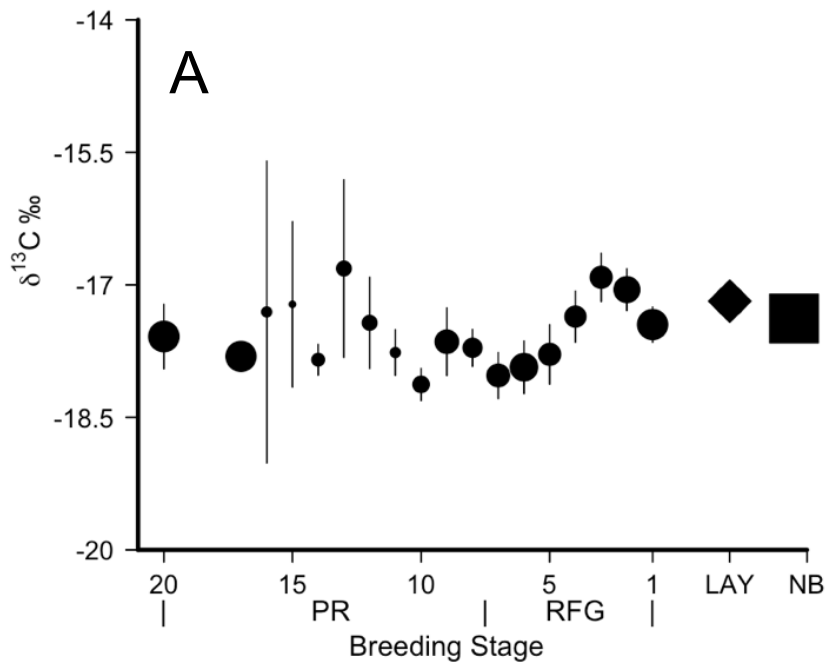 A
-14
-15.5
-17
-18.5
-20
δ¹³C ‰
20 15 10 5 1 LAY NB
| PR | RFG |
Breeding Stage